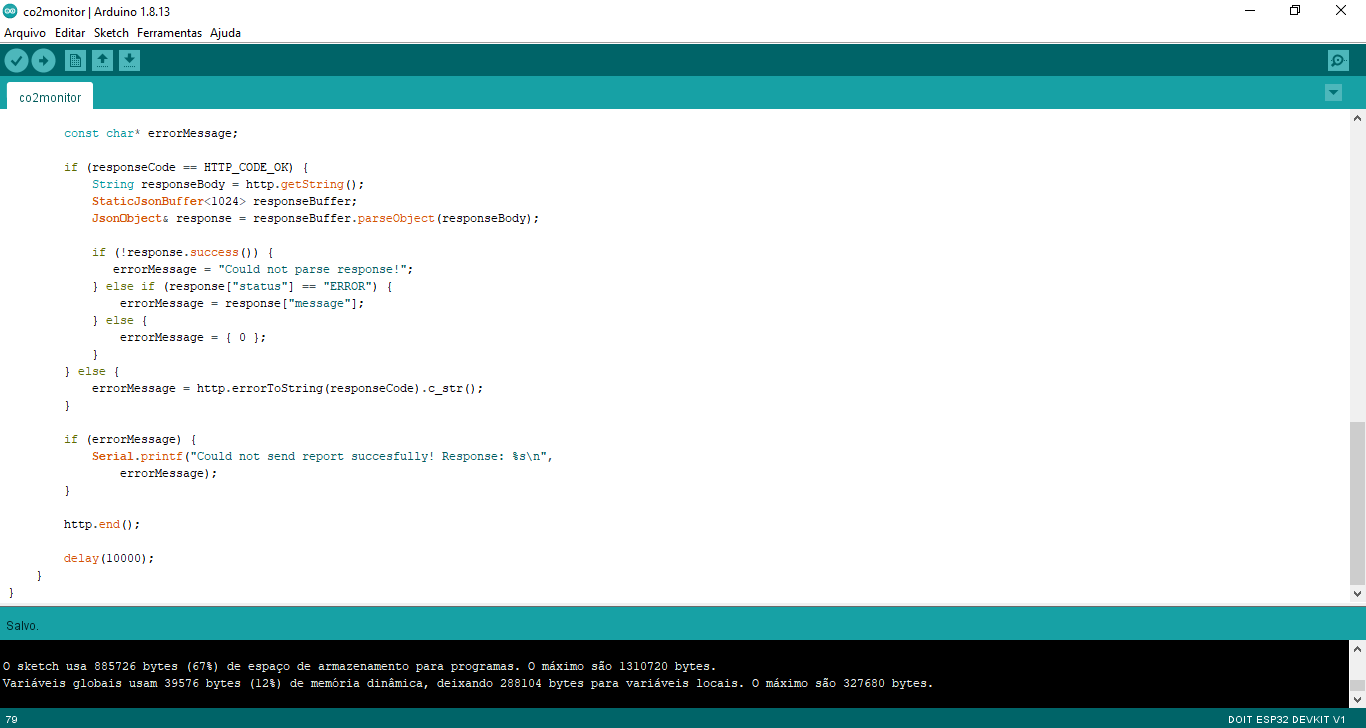 co2monitor | Arduino 1.8.13
Arquivo Editar Sketch Ferramentas Ajuda
co2monitor
const char* errorMessage;
if (responseCode == HTTP_CODE_OK) {
String responseBody = http.getString();
StaticJsonBuffer<1024> responseBuffer;
JsonObject& response = responseBuffer.parseObject(responseBody);
if (!response.success()) {
errorMessage = "Could not parse response!";
} else if (response["status"] == "ERROR") {
errorMessage = response["message"];
} else {
errorMessage = { 0 };
}
} else {
errorMessage = http.errorToString(responseCode).c_str();
}
if (errorMessage) {
Serial.printf("Could not send report succesfully! Response: %s\n",
errorMessage);
}
http.end();
delay(10000);
}
}
Salvo.
O sketch usa 885726 bytes (67%) de espaço de armazenamento para programas. O máximo são 1310720 bytes.
Variáveis globais usam 39576 bytes (12%) de memória dinâmica, deixando 288104 bytes para variáveis locais. O máximo são 327680 bytes.
79
DOIT ESP32 DEVKIT V1